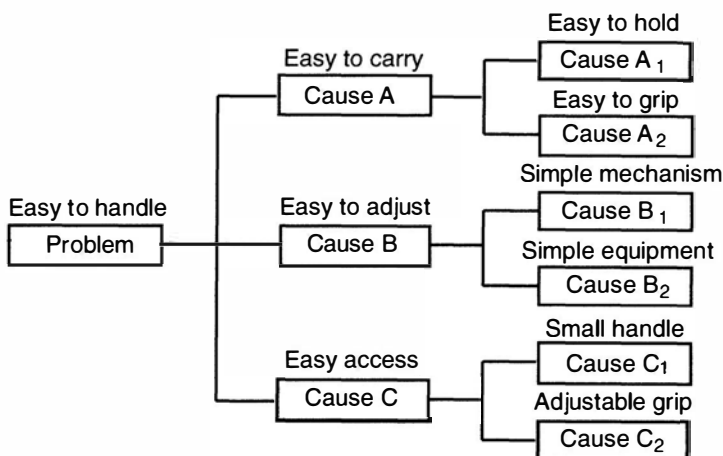 Easy to hold
Cause A 1
Easy to carry
Cause A
Easy to grip
Cause A2
Simple mechanism
Cause B 1
Easy to handle
Problem
Easy to adjust
Cause B
Simple equipment
Cause B2
Small handle
Cause C1
Easy access
Cause C
Adjustable grip
Cause C2